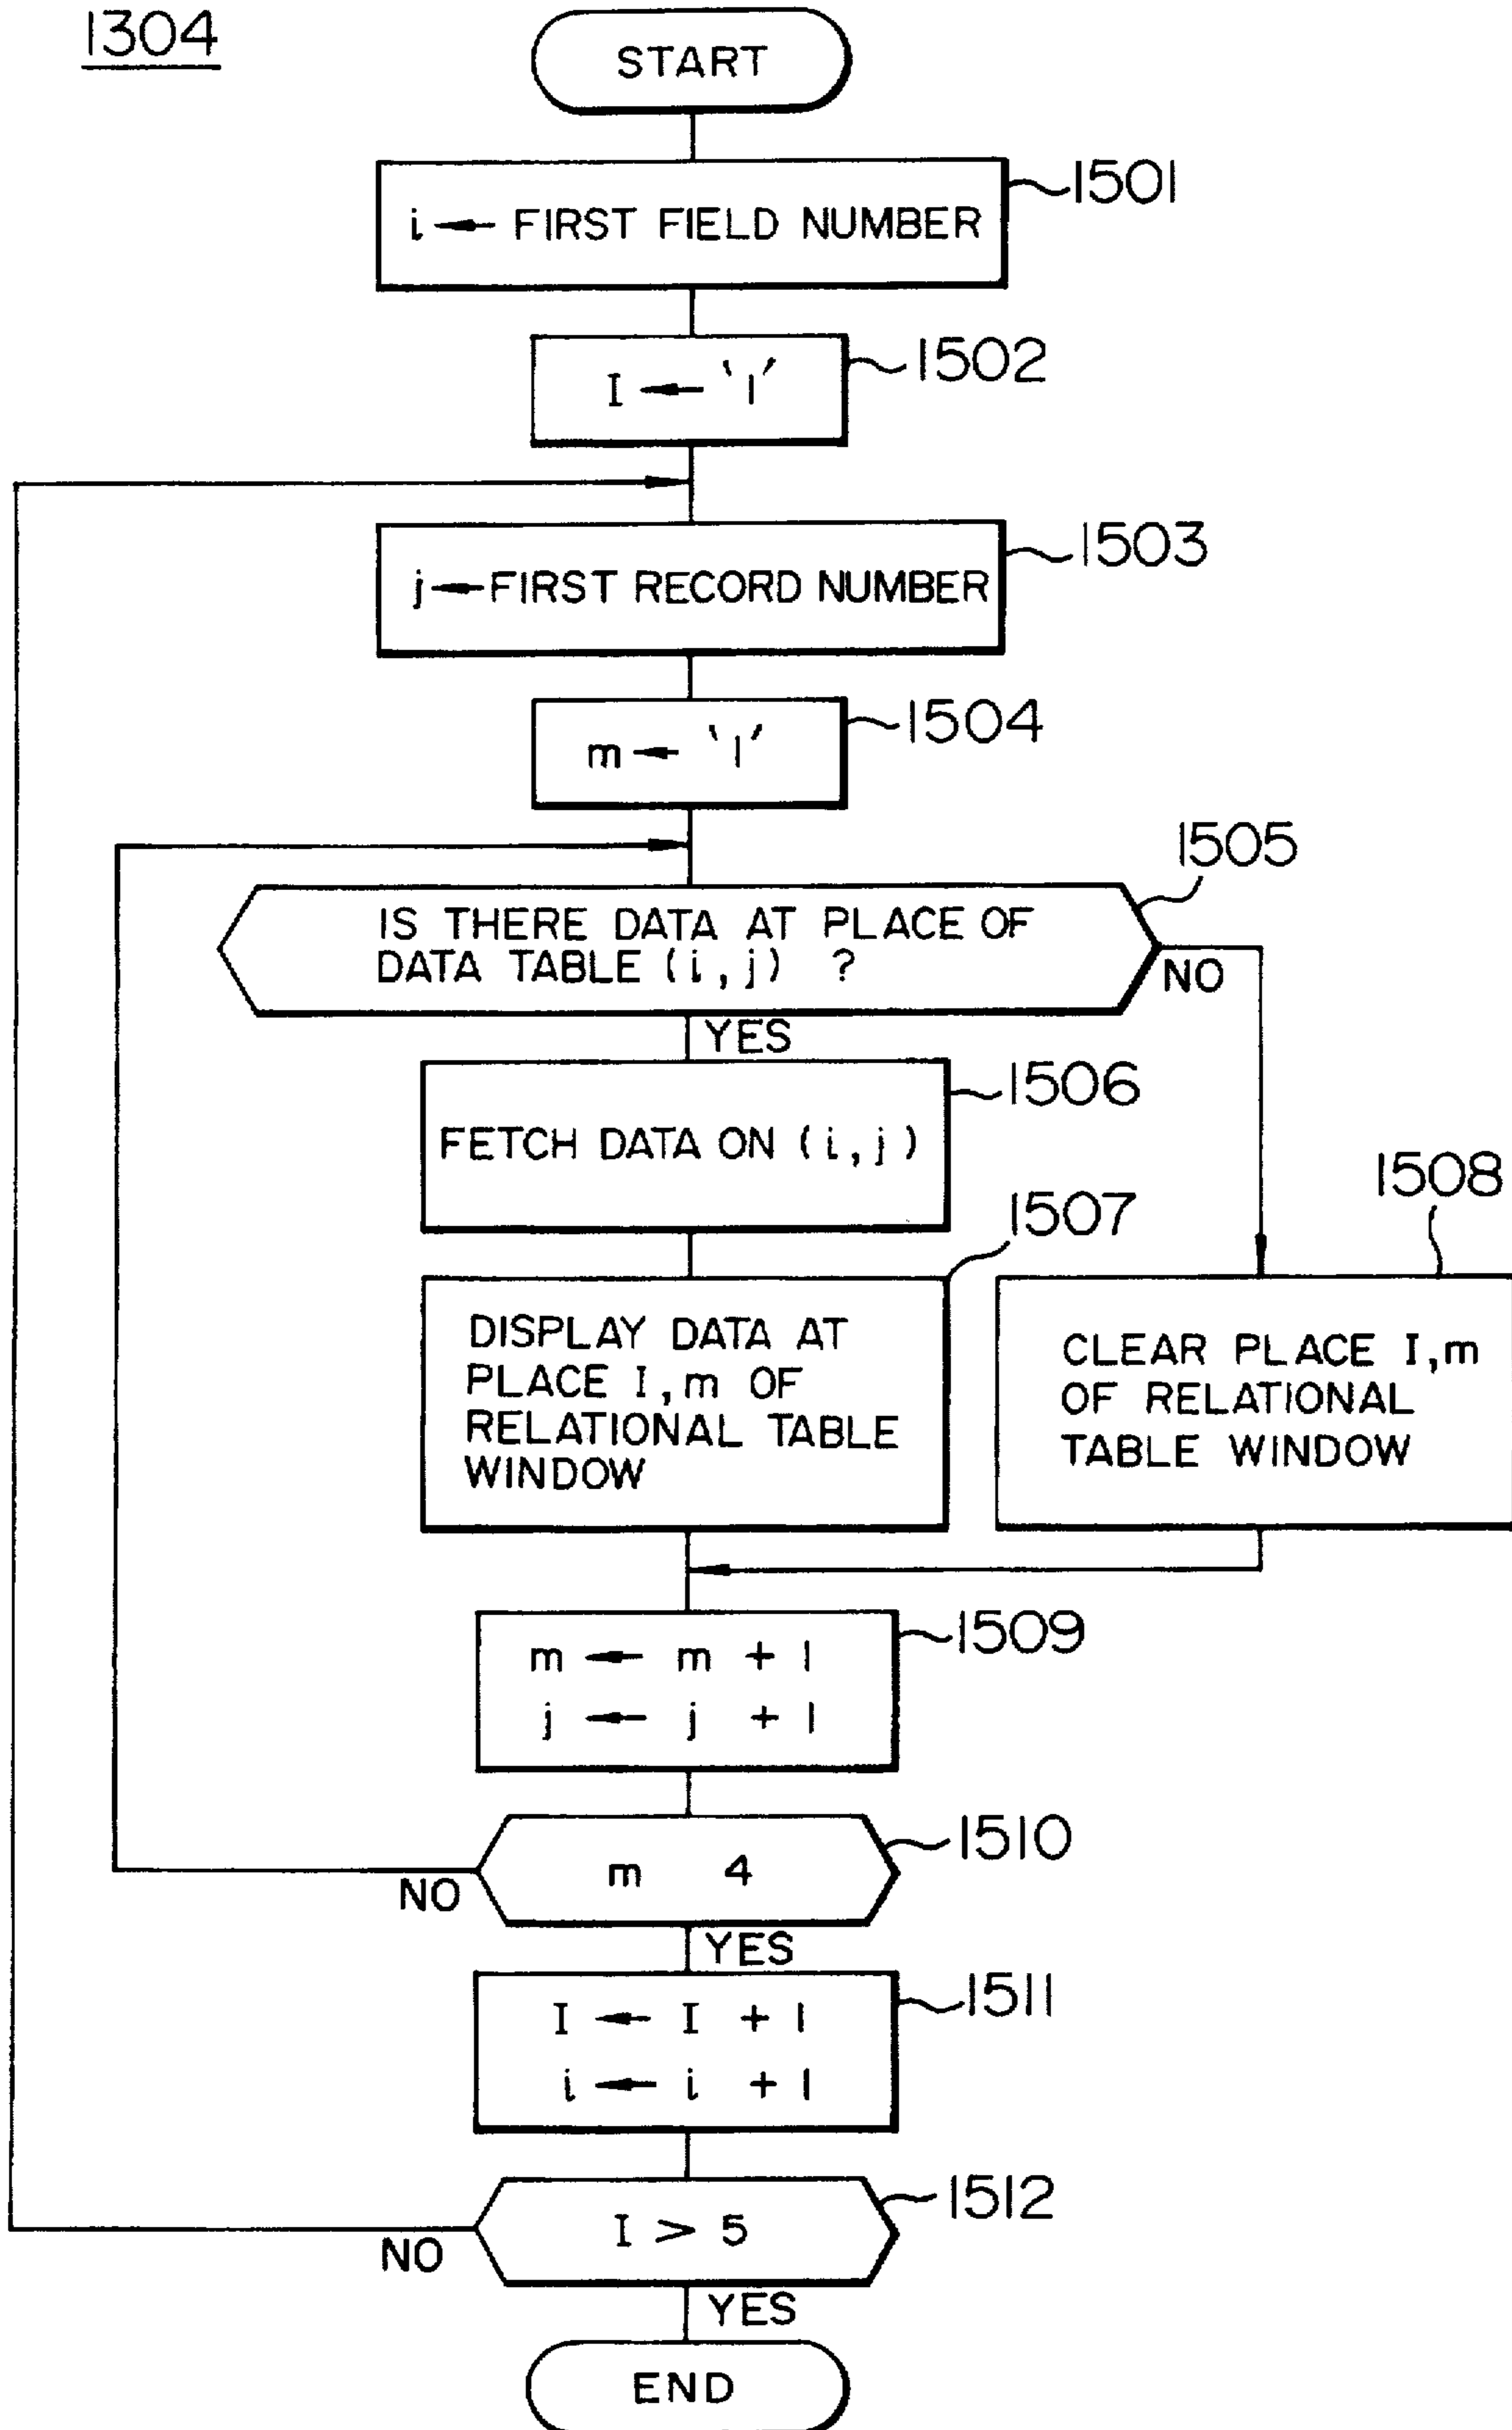 1304
START
i ← FIRST FIELD NUMBER
1501
I ← '1'
1502
j ← FIRST RECORD NUMBER
1503
m ← '1'
1504
1505
IS THERE DATA AT PLACE OF
DATA TABLE (i, j) ?
NO
YES
1506
FETCH DATA ON (i, j)
1507
1508
DISPLAY DATA AT
PLACE I, m OF
RELATIONAL TABLE
WINDOW
CLEAR PLACE I, m
OF RELATIONAL
TABLE WINDOW
1509
m ← m + 1
j ← j + 1
1510
m 4
NO
YES
1511
I ← I + 1
i ← i + 1
1512
I > 5
NO
YES
END